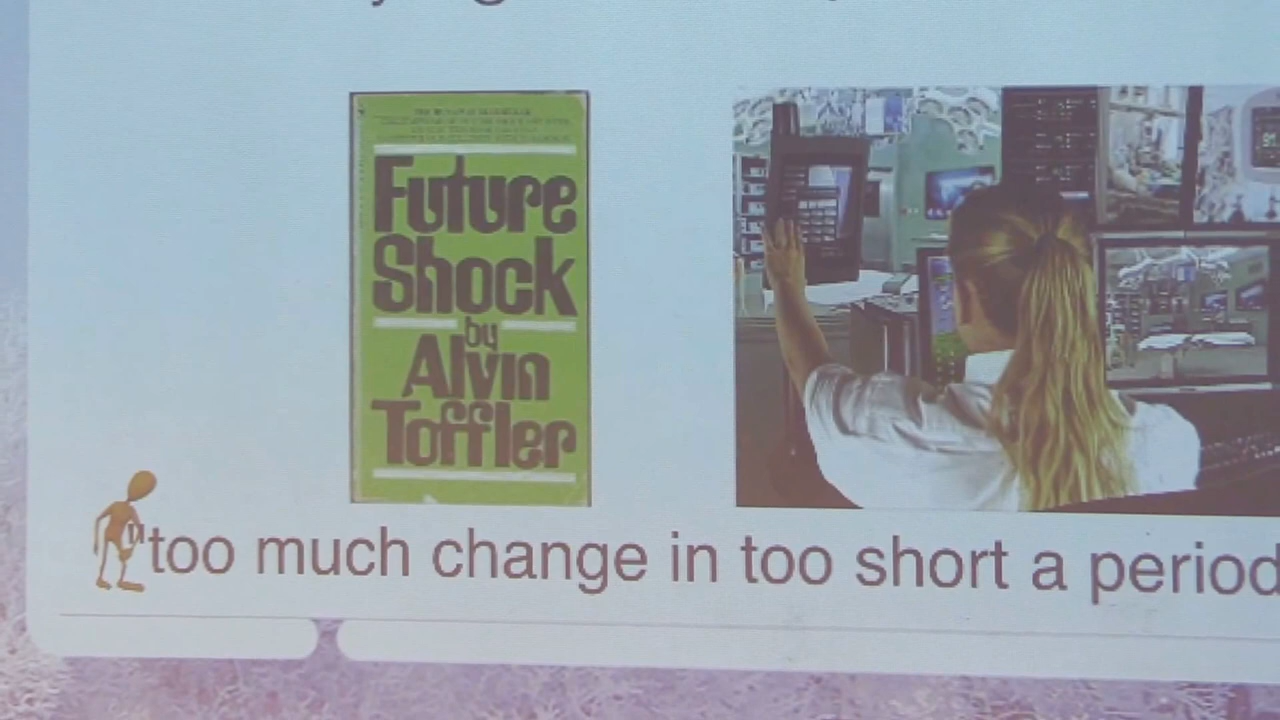 Future
Shock
by
Alvin
Toffler
"too much change in too short a period